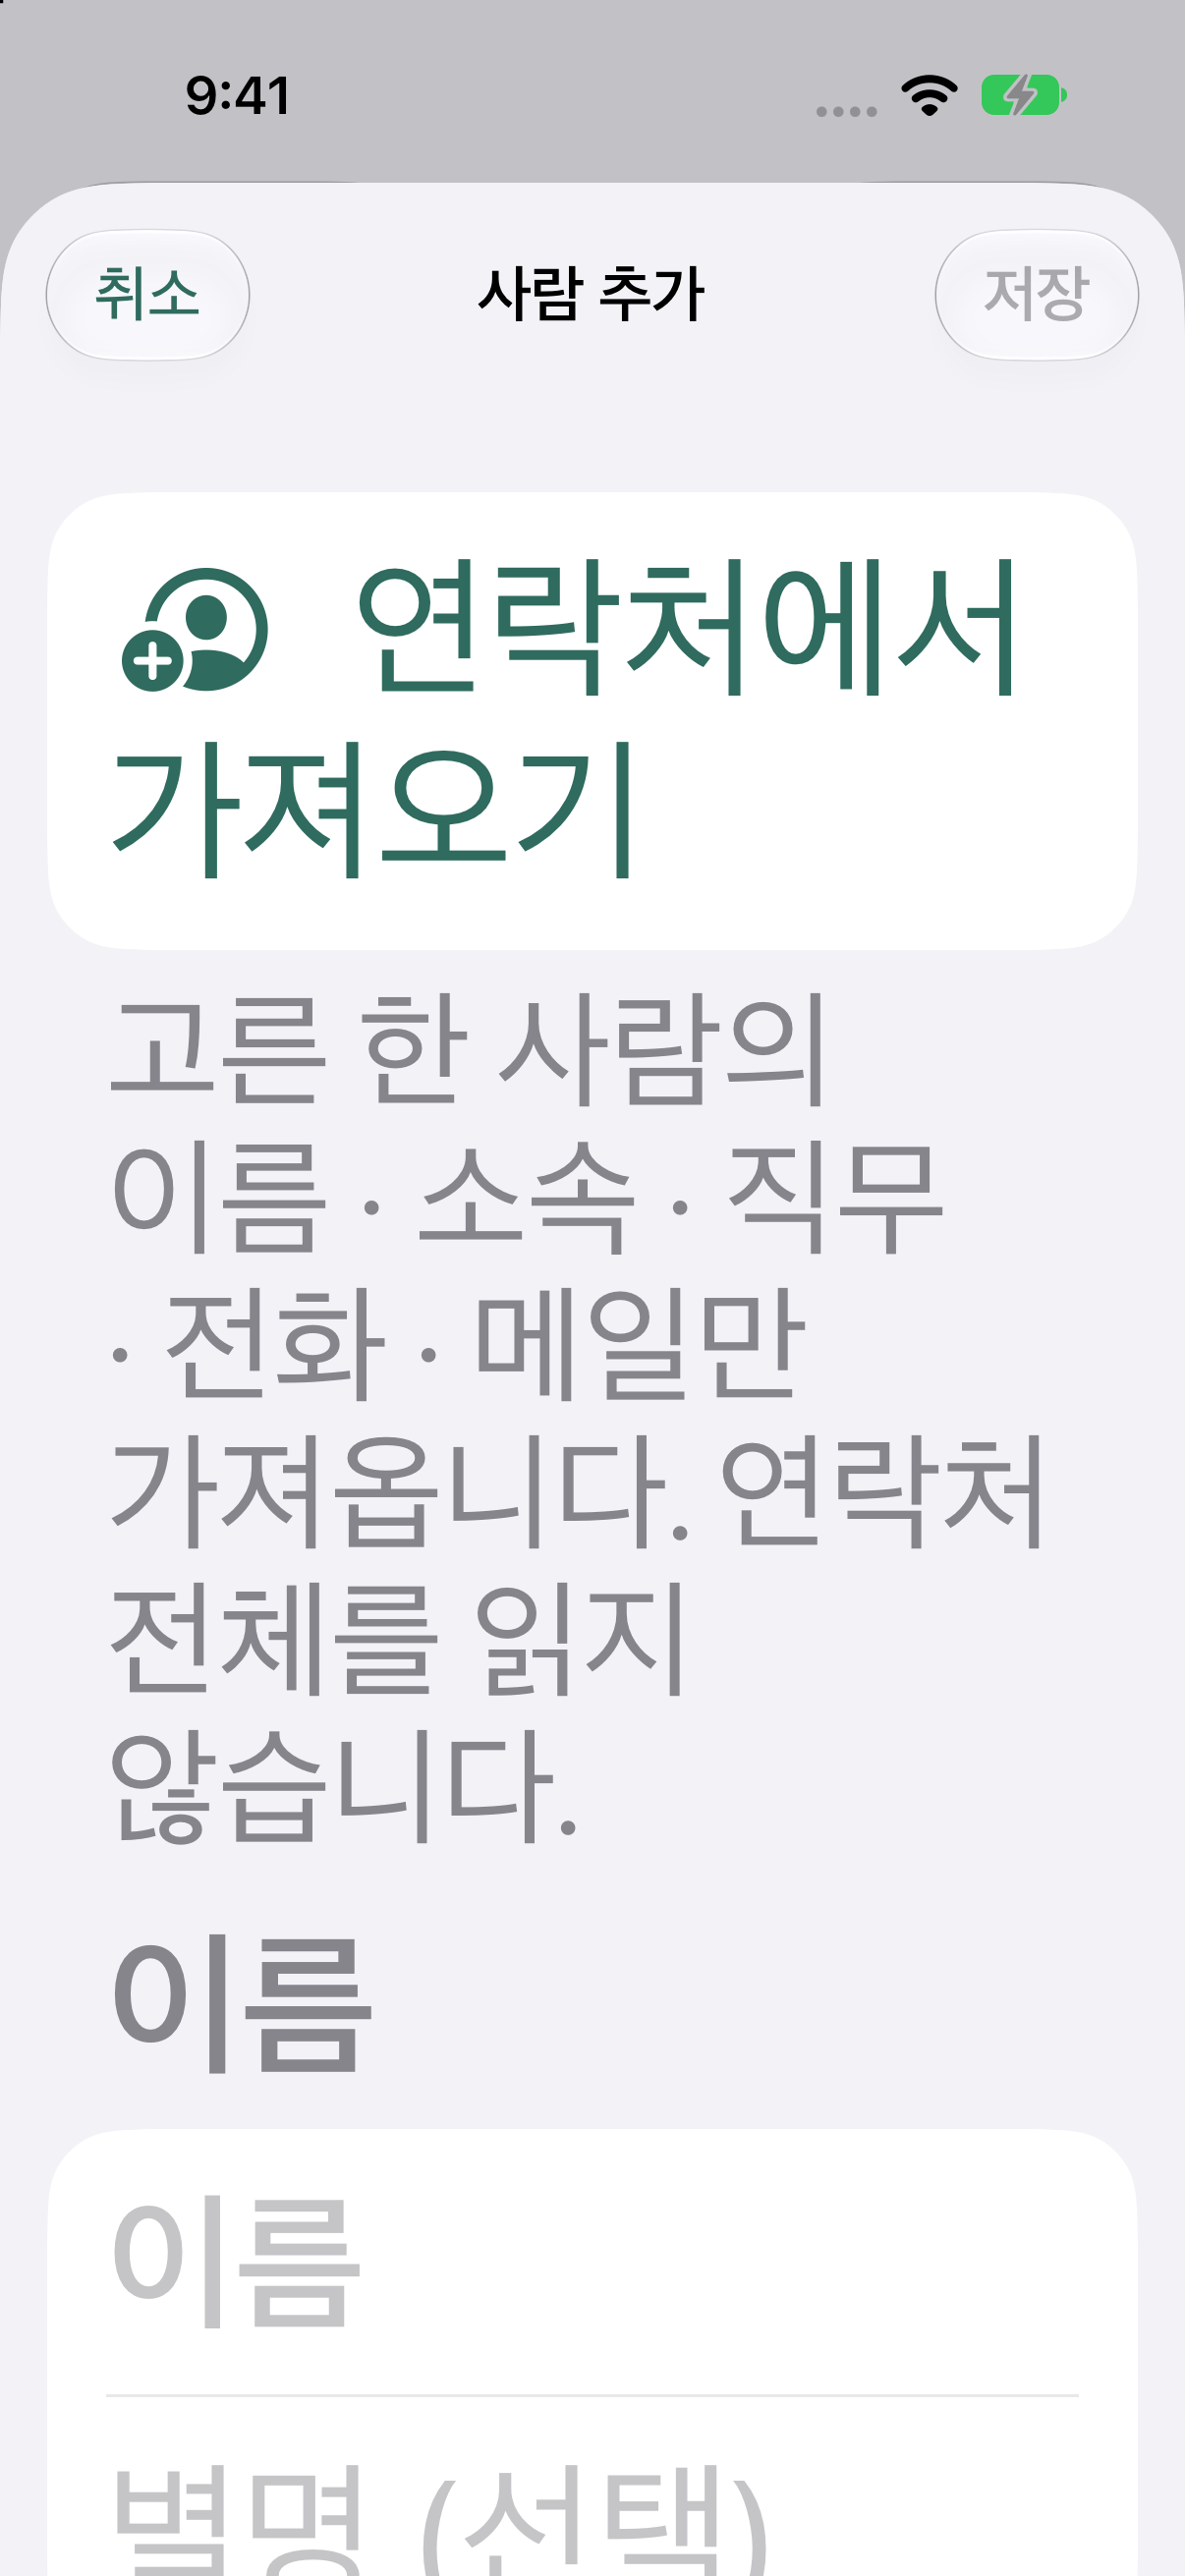 9:41
취소
사람 추가
저장
연락처에서
가져오기
고른 한 사람의
이름 · 소속 · 직무
· 전화 · 메일만
가져옵니다. 연락처
전체를 읽지
않습니다.
이름
이름
별명 (선택)